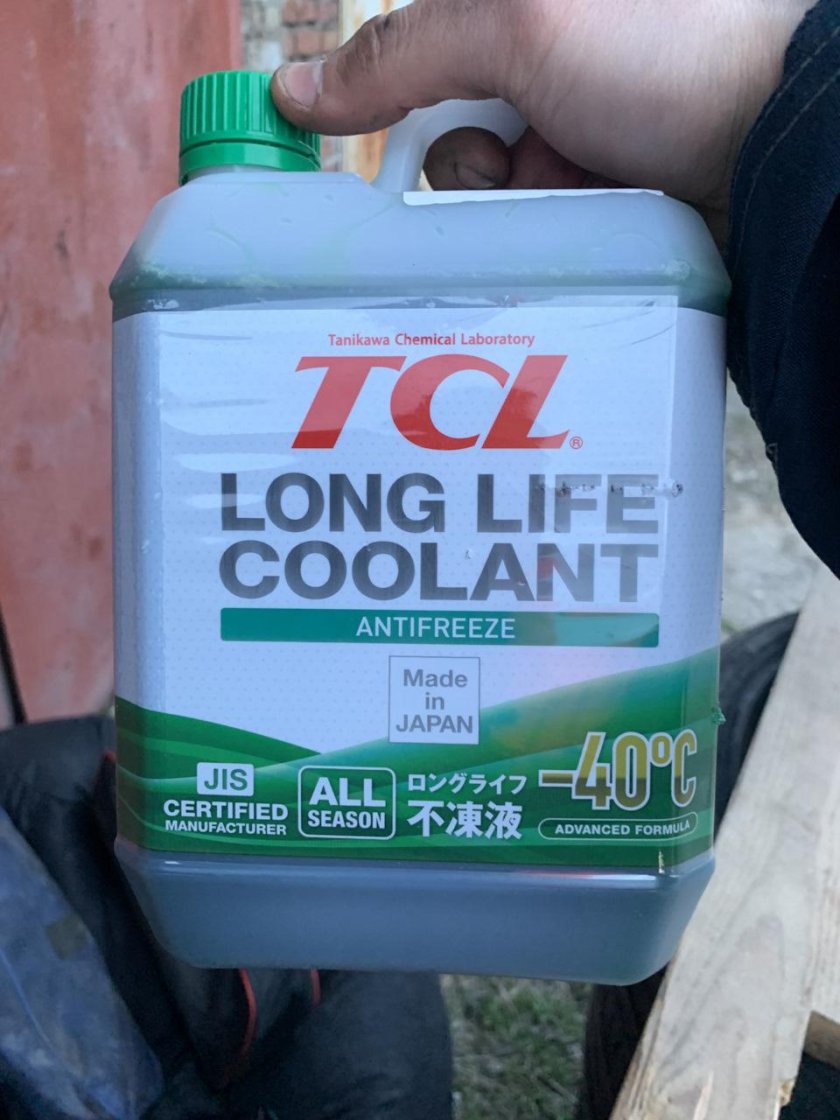 Tanikawa Chemical Laboratory
TCL®
LONG LIFE
COOLANT
ANTIFREEZE
Made
in
JAPAN
JIS
CERTIFIED
MANUFACTURER
ALL
SEASON
ロングライフ
不凍液
-40°C
ADVANCED FORMULA